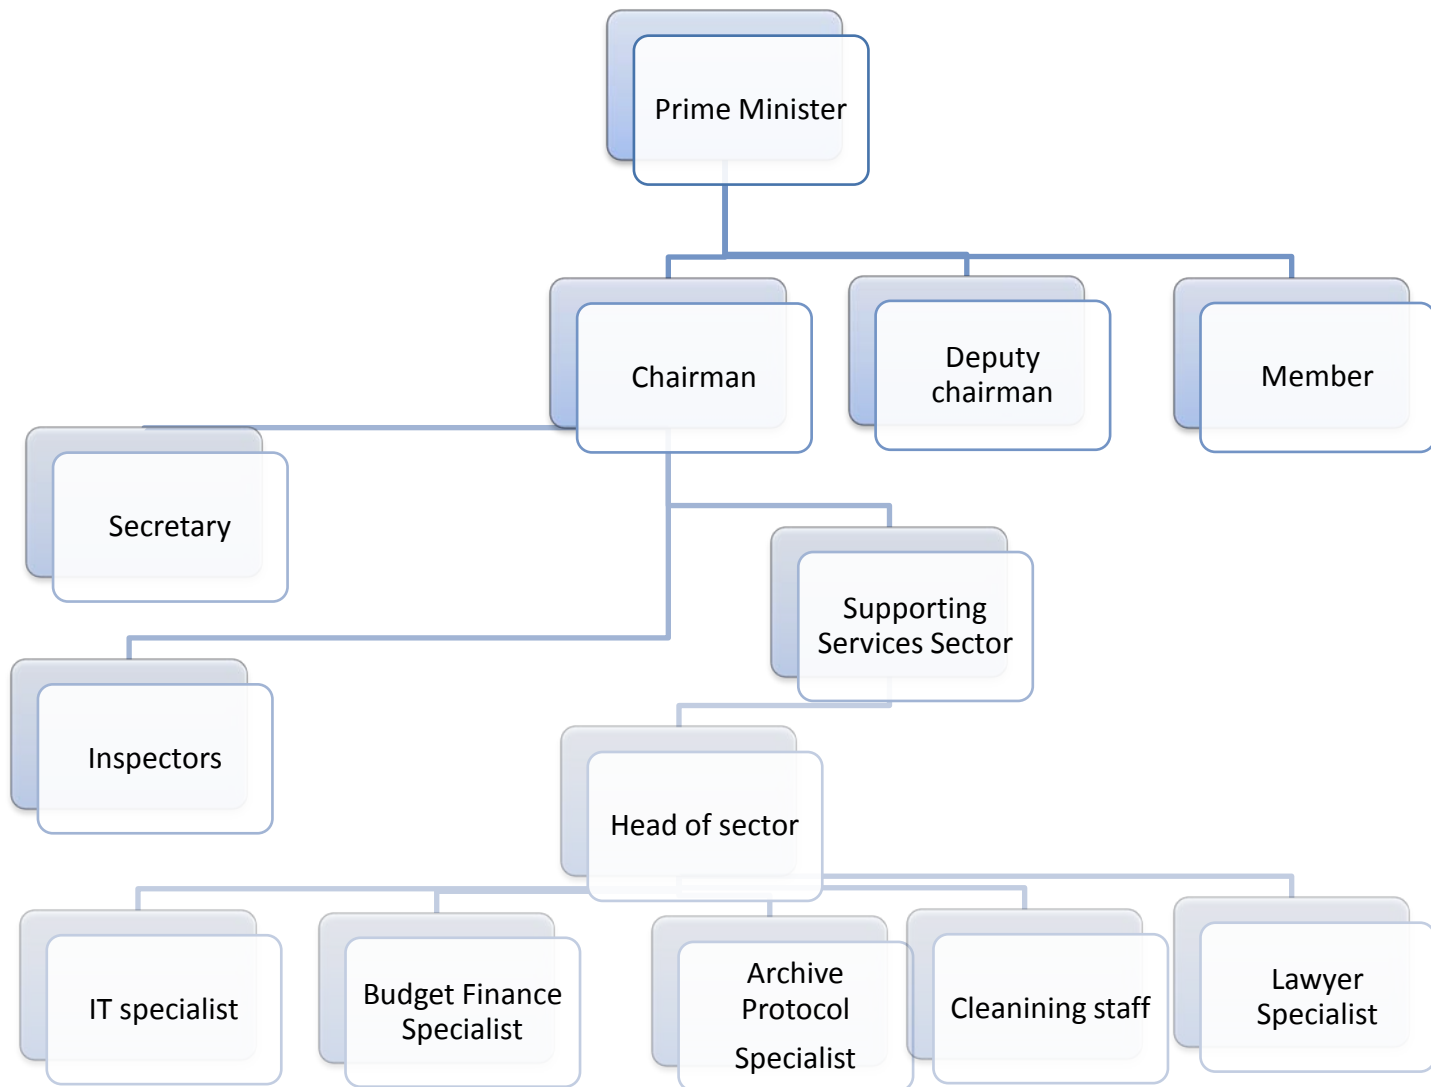 Prime Minister
Chairman
Deputy
chairman
Member
Secretary
Supporting
Services Sector
Inspectors
Head of sector
IT specialist
Budget Finance
Specialist
Archive
Protocol
Specialist
Cleanining staff
Lawyer
Specialist